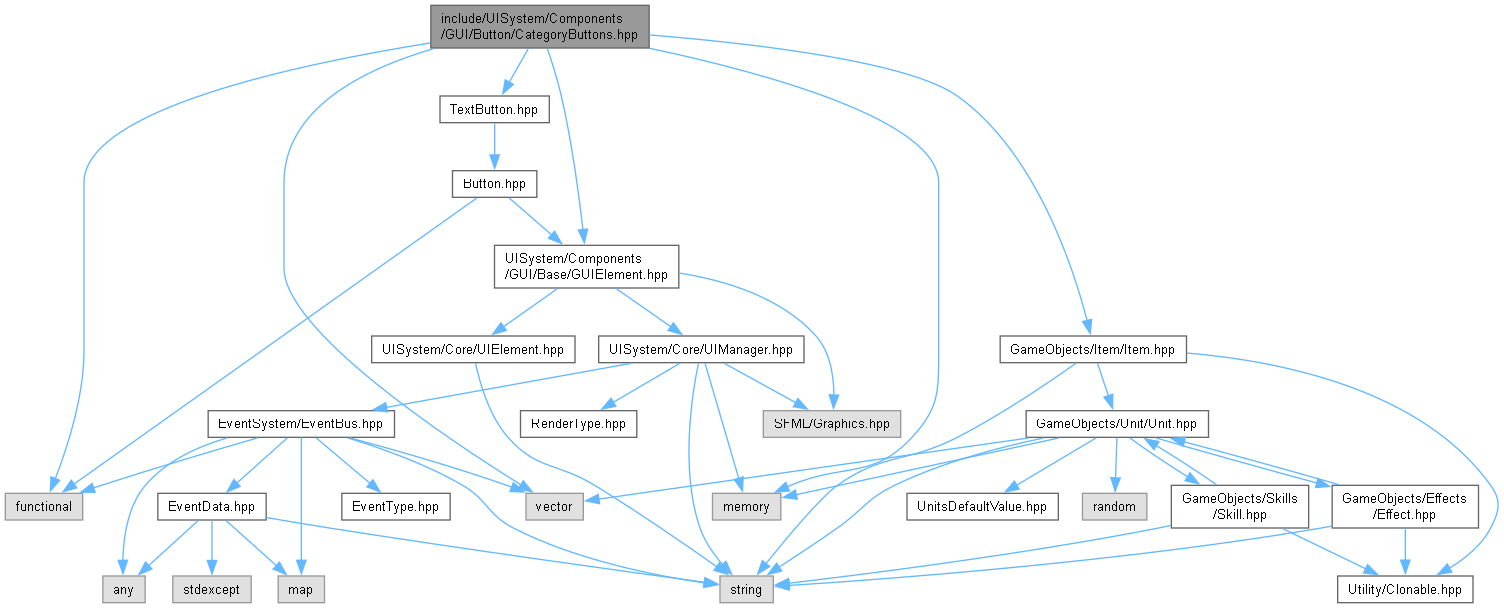 include/UISystem/Components
/GUI/Button/CategoryButtons.hpp
TextButton.hpp
Button.hpp
UISystem/Components
/GUI/Base/GUIElement.hpp
UISystem/Core/UIElement.hpp
UISystem/Core/UIManager.hpp
GameObjects/Item/Item.hpp
EventSystem/EventBus.hpp
RenderType.hpp
SFML/Graphics.hpp
GameObjects/Unit/Unit.hpp
functional
EventData.hpp
EventType.hpp
vector
memory
UnitsDefaultValue.hpp
random
GameObjects/Skills
/Skill.hpp
GameObjects/Effects
/Effect.hpp
any
stdexcept
map
string
Utility/Clonable.hpp